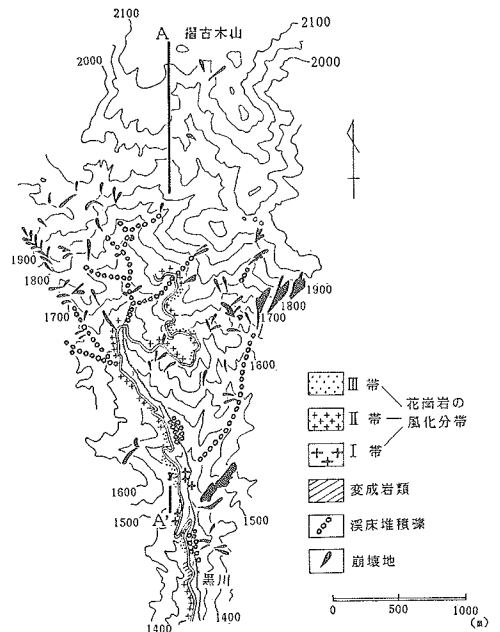 2100
2100
A 摺古木山
2000
2000
1900
1800
1700
1900
1700
1800
1600
1600
1500
A'
1500
黒川
1400
1400
III 帯
II 帯
I 帯
花崗岩の
風化分帯
変成岩類
渓床堆積礫
崩壊地
0 500 1000
(m)